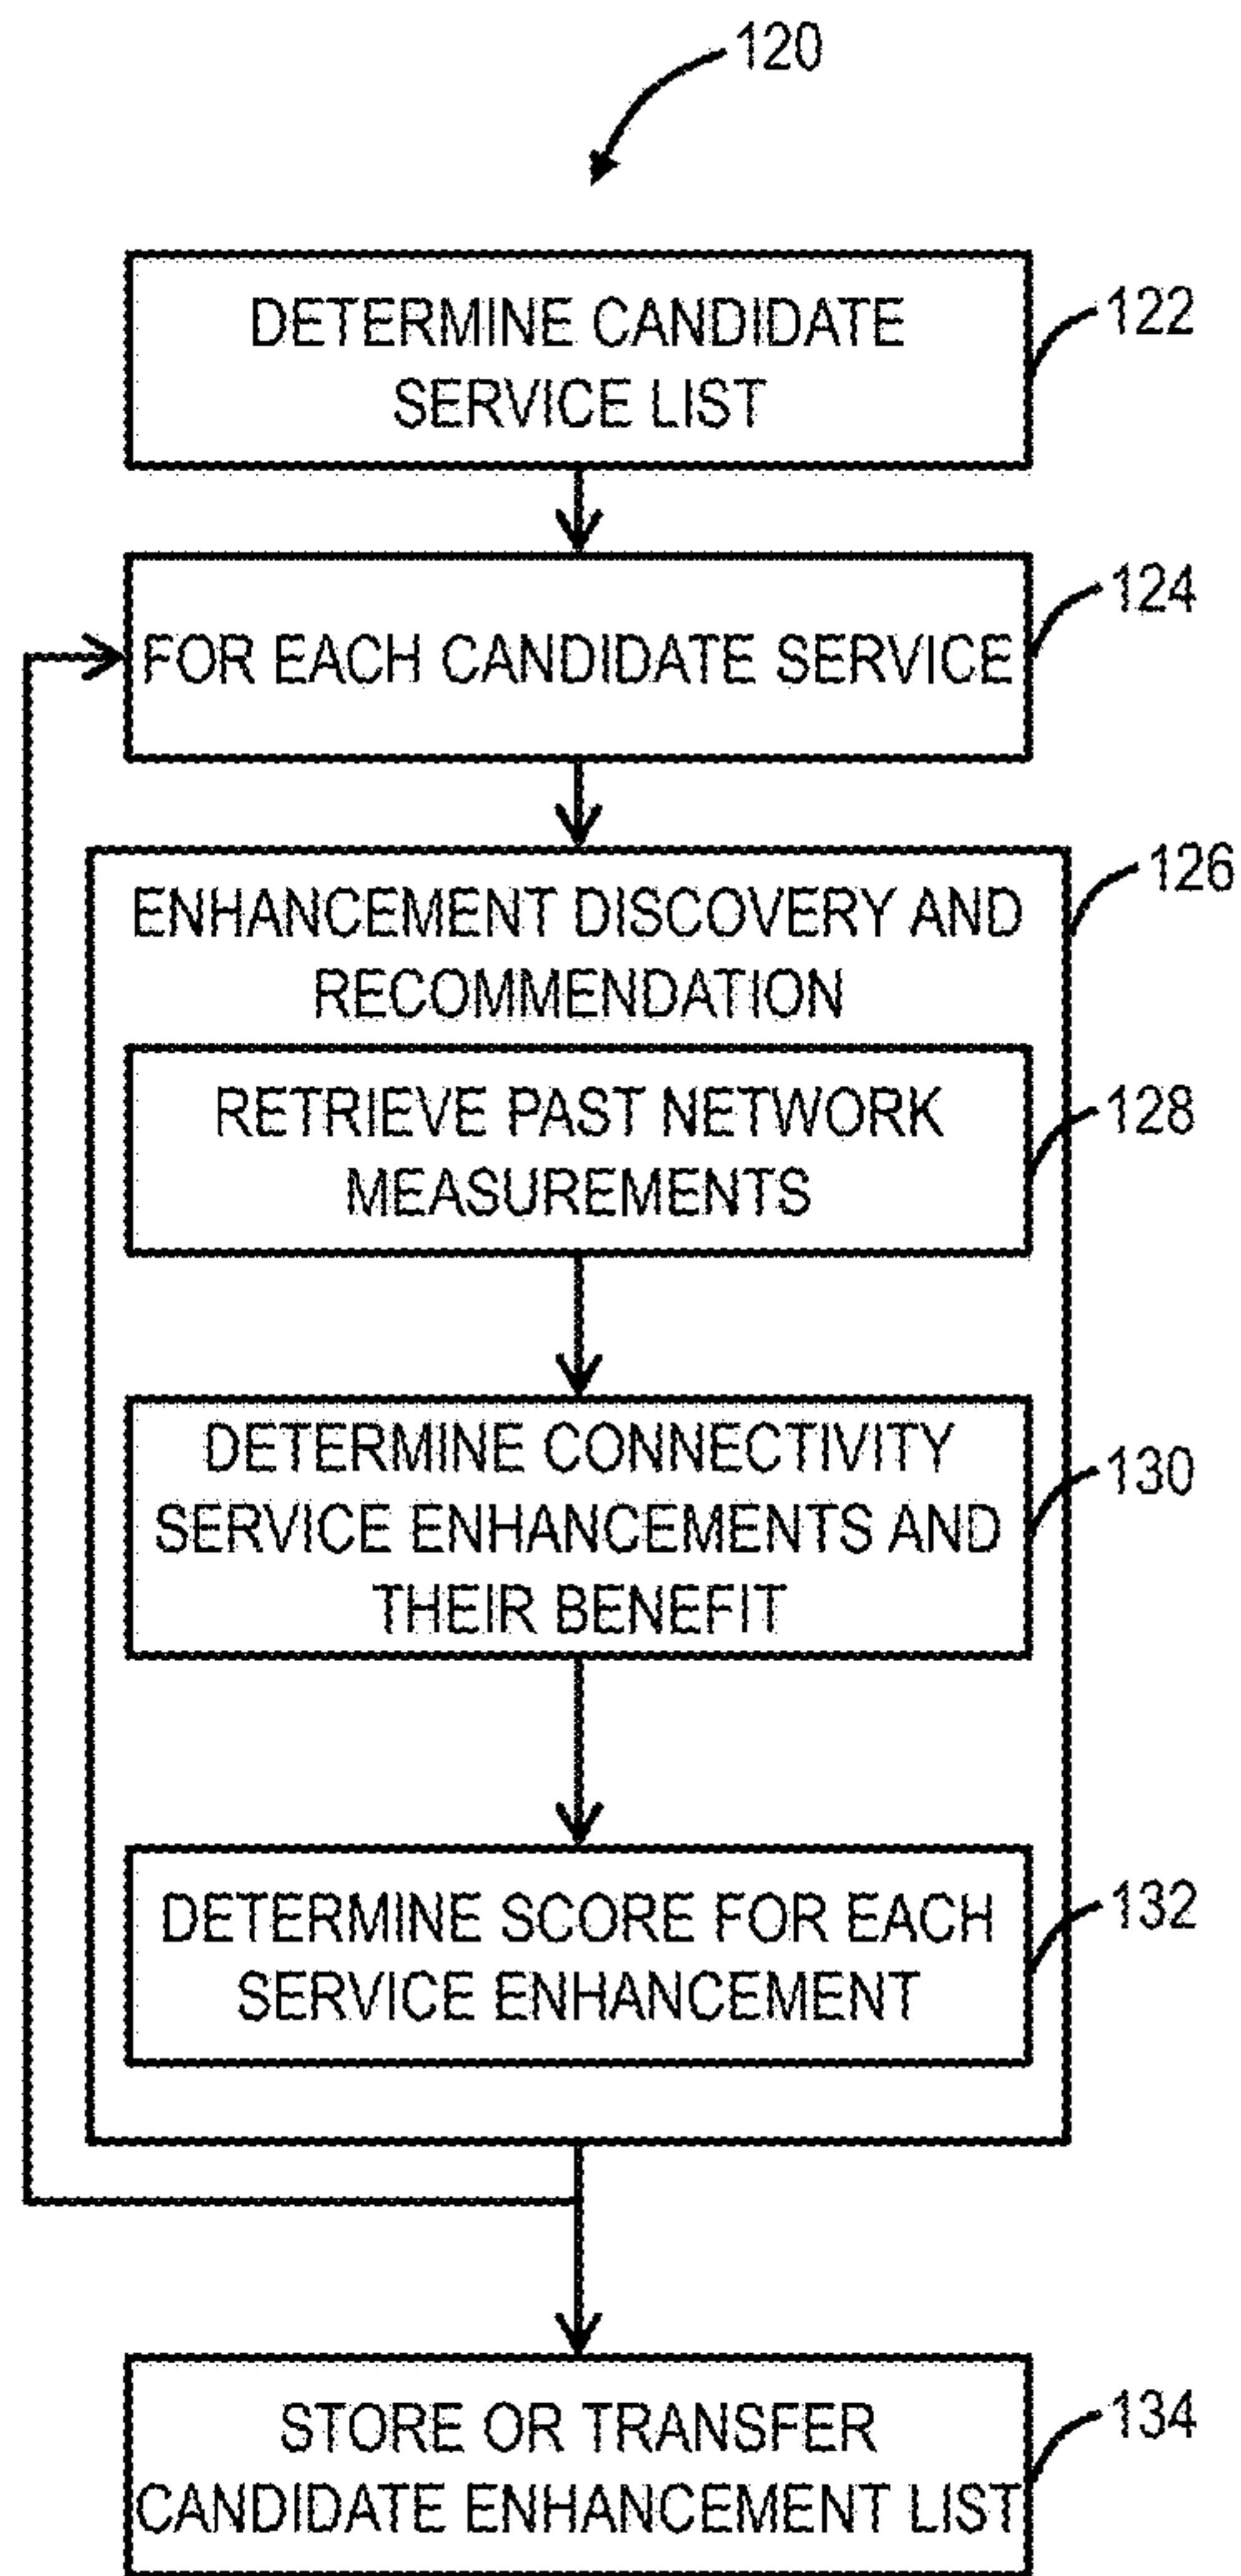 120
DETERMINE CANDIDATE
SERVICE LIST
122
FOR EACH CANDIDATE SERVICE
124
ENHANCEMENT DISCOVERY AND
RECOMMENDATION
126
RETRIEVE PAST NETWORK
MEASUREMENTS
128
DETERMINE CONNECTIVITY
SERVICE ENHANCEMENTS AND
THEIR BENEFIT
130
DETERMINE SCORE FOR EACH
SERVICE ENHANCEMENT
132
STORE OR TRANSFER
CANDIDATE ENHANCEMENT LIST
134